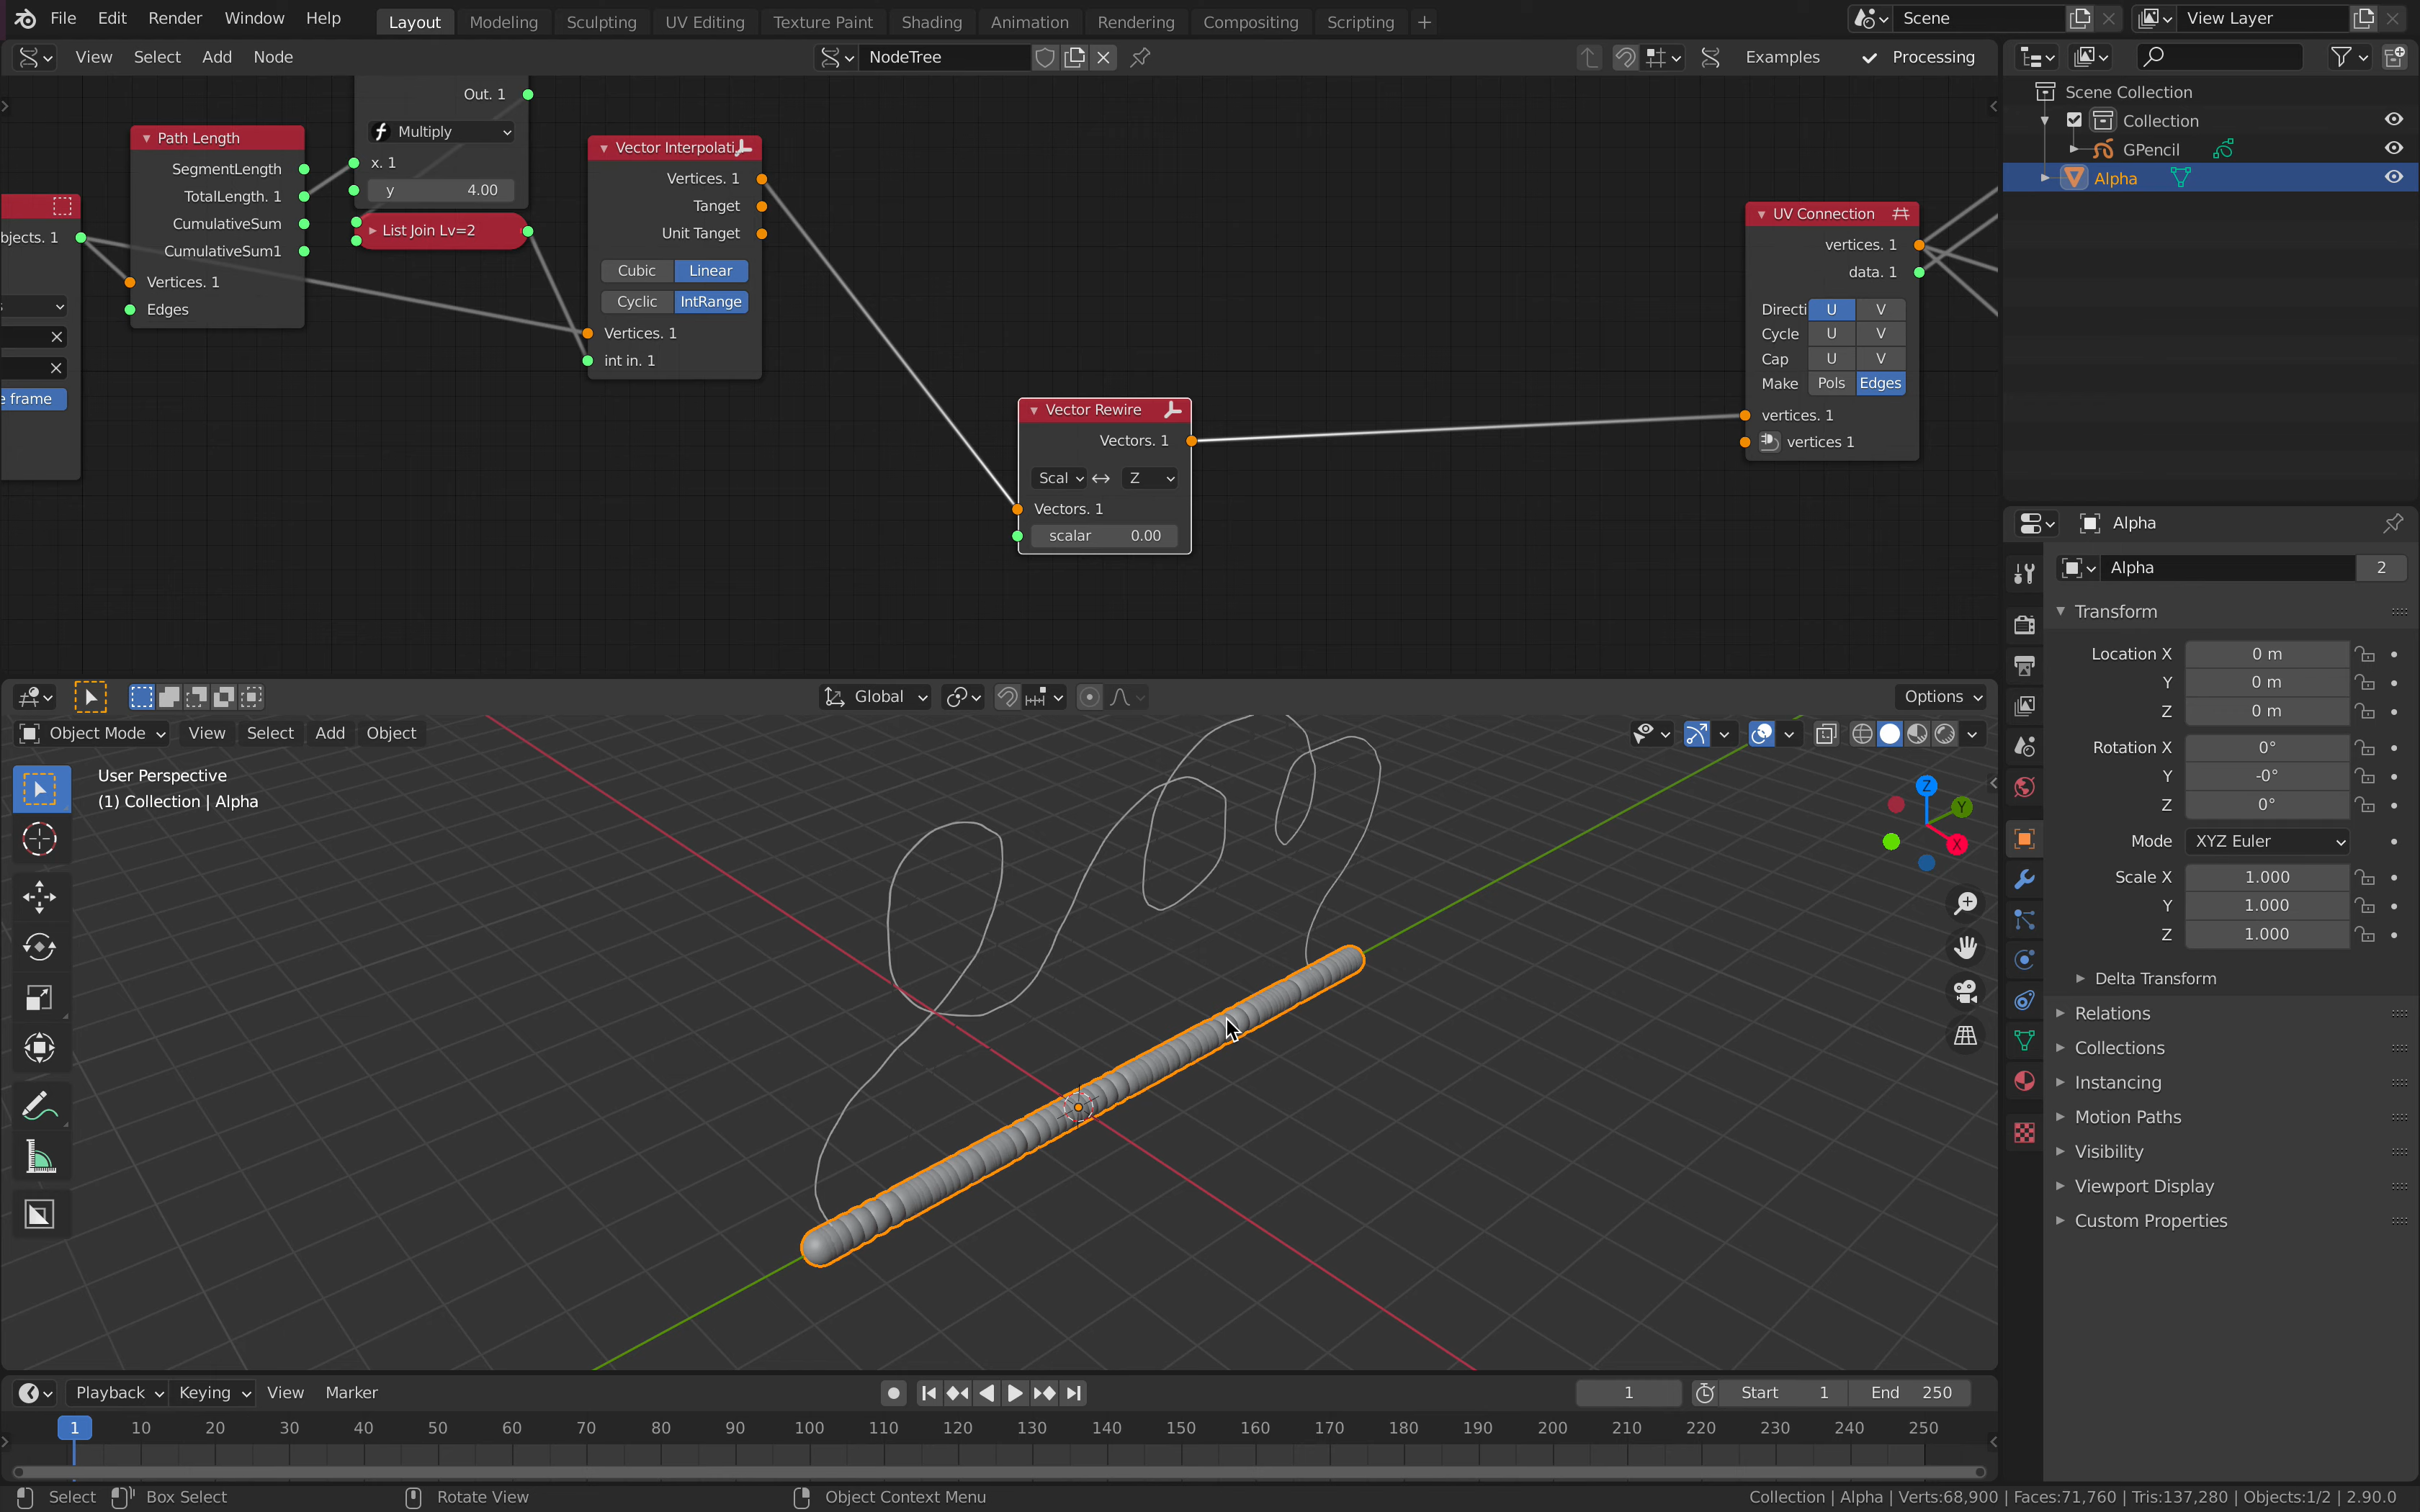 File Edit Render Window Help Layout Modeling Sculpting UV Editing Texture Paint Shading Animation Rendering Compositing Scripting + Scene View Layer
View Select Add Node NodeTree Examples Processing
Scene Collection
Collection
GPencil
Alpha
bjects. 1
e frame
Path Length
SegmentLength
TotalLength. 1
CumulativeSum
CumulativeSum1
Vertices. 1
Edges
Out. 1
Multiply
x. 1
y 4.00
List Join Lv=2
Vector Interpolati
Vertices. 1
Tanget
Unit Tanget
Cubic Linear
Cyclic IntRange
Vertices. 1
int in. 1
Vector Rewire
Vectors. 1
Scal Z
Vectors. 1
scalar 0.00
UV Connection
vertices. 1
data. 1
Directi U V
Cycle U V
Cap U V
Make Pols Edges
vertices. 1
vertices 1
Global Options
Object Mode View Select Add Object
User Perspective
(1) Collection | Alpha
Z
Y
X
Alpha
Alpha 2
Transform
Location X 0 m
Y 0 m
Z 0 m
Rotation X 0°
Y -0°
Z 0°
Mode XYZ Euler
Scale X 1.000
Y 1.000
Z 1.000
Delta Transform
Relations
Collections
Instancing
Motion Paths
Visibility
Viewport Display
Custom Properties
Playback Keying View Marker 1 Start 1 End 250
1 10 20 30 40 50 60 70 80 90 100 110 120 130 140 150 160 170 180 190 200 210 220 230 240 250
Select Box Select Rotate View Object Context Menu Collection | Alpha | Verts:68,900 | Faces:71,760 | Tris:137,280 | Objects:1/2 | 2.90.0